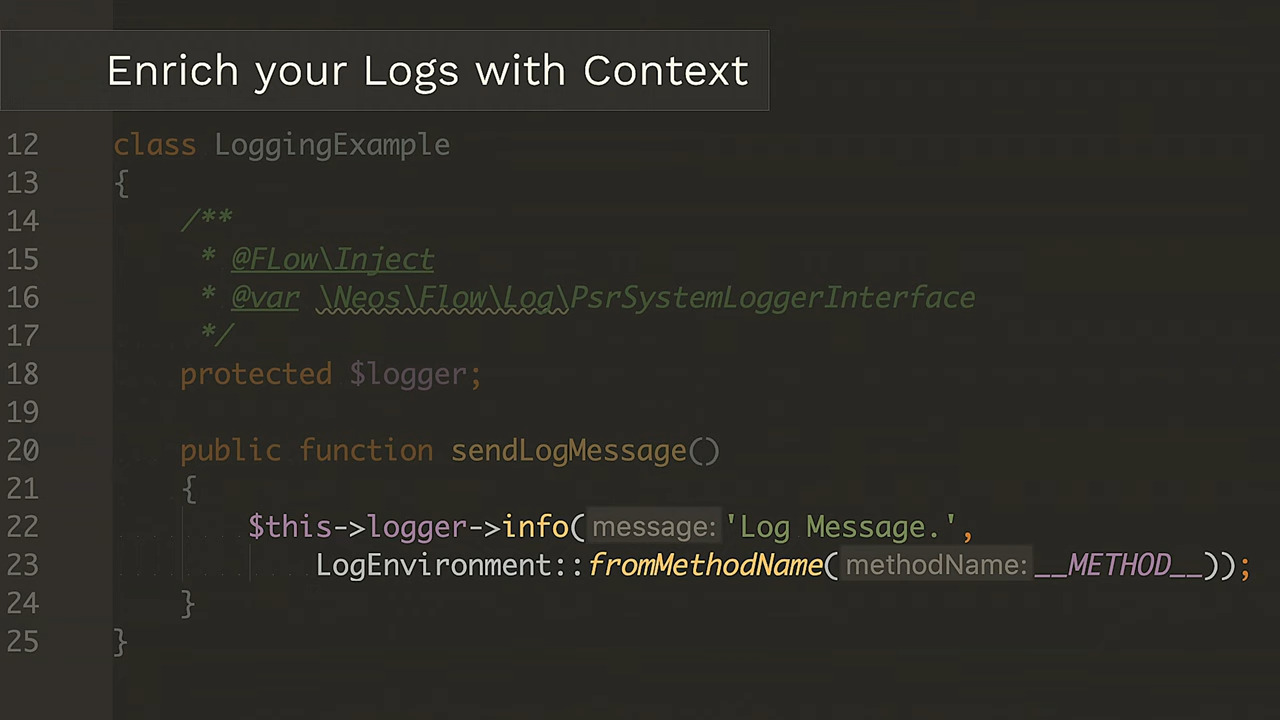 Enrich your Logs with Context
12 class LoggingExample
13 {
14 /**
15 * @FLow\Inject
16 * @var \Neos\Flow\Log\PsrSystemLoggerInterface
17 */
18 protected $logger;
19
20 public function sendLogMessage()
21 {
22 $this->logger->info( message: 'Log Message.',
23 LogEnvironment::fromMethodName( methodName: __METHOD__));
24 }
25 }